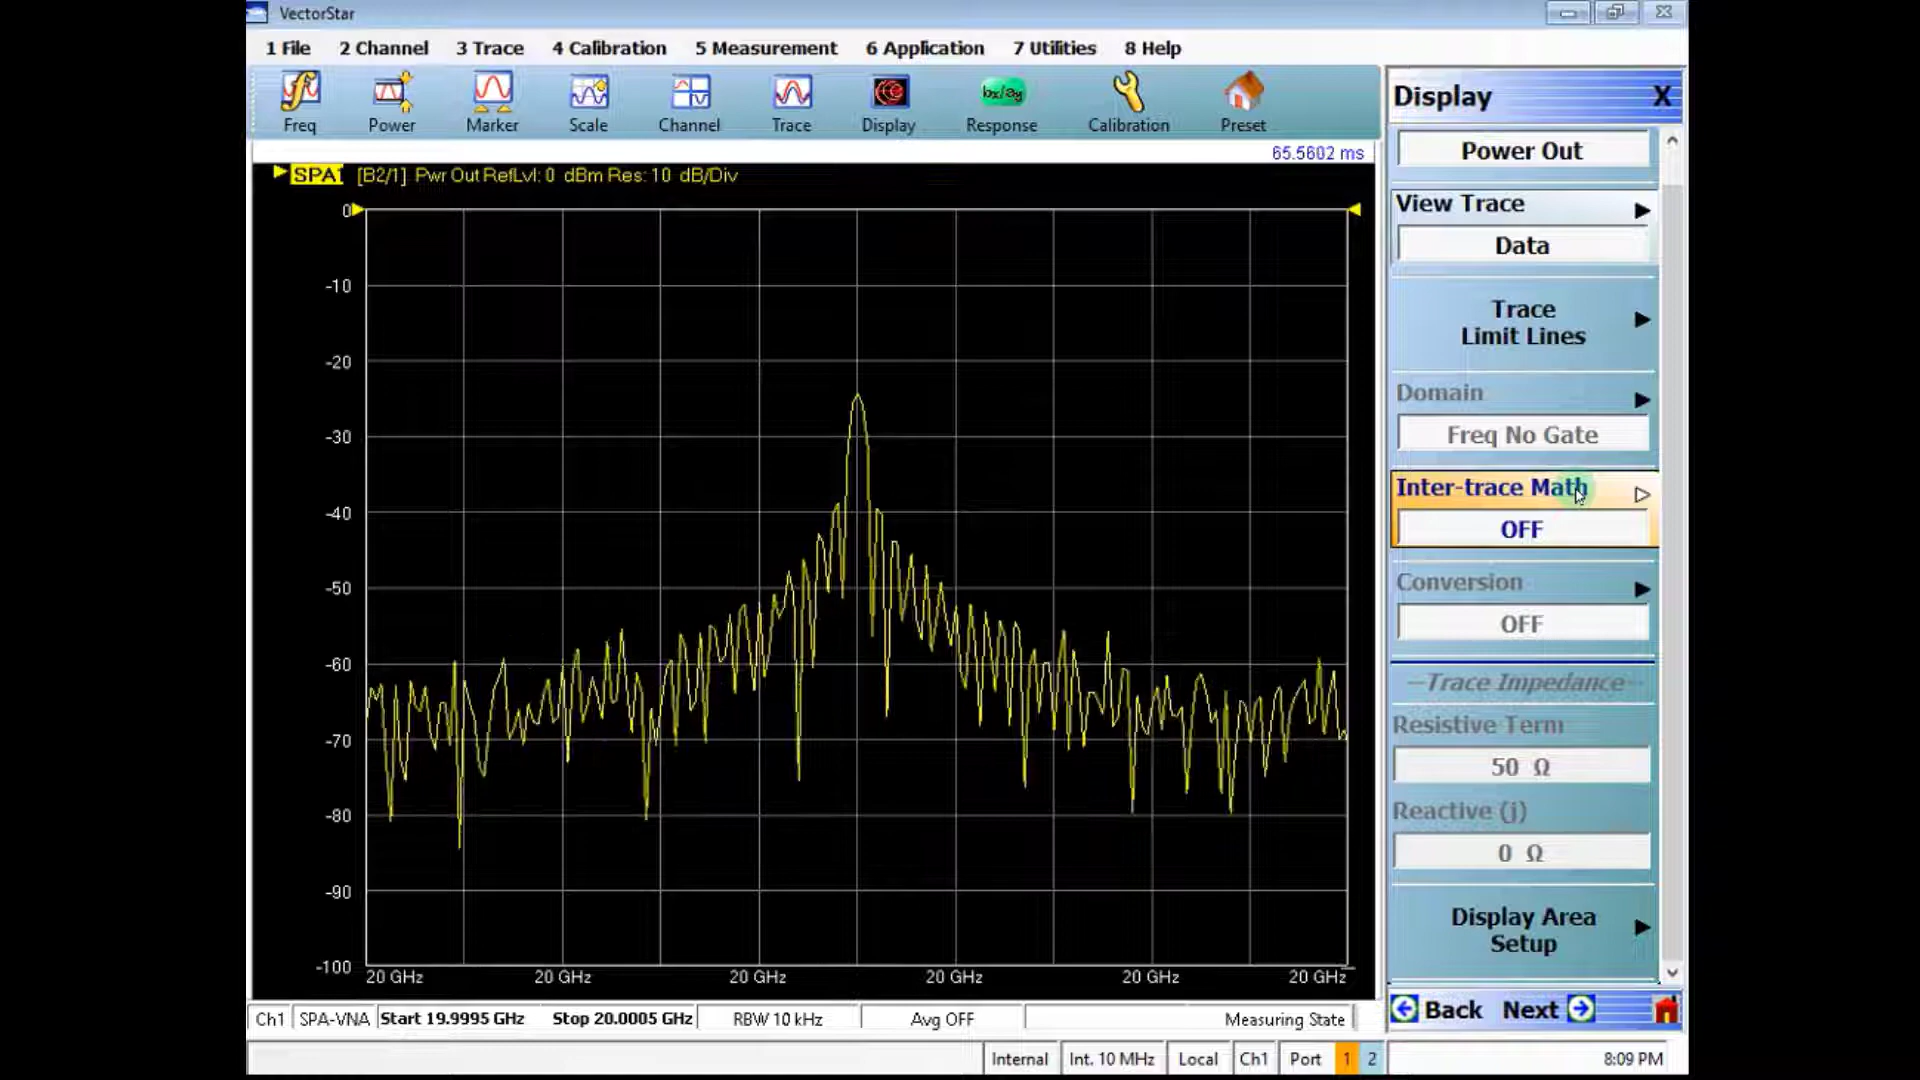 VectorStar
1 File 2 Channel 3 Trace 4 Calibration 5 Measurement 6 Application 7 Utilities 8 Help
Freq Power Marker Scale Channel Trace Display bx/ay Response Calibration Preset
65.5602 ms
SPA1 [B2/1] Pwr Out RefLvl: 0 dBm Res: 10 dB/Div
0
-10
-20
-30
-40
-50
-60
-70
-80
-90
-100
20 GHz 20 GHz 20 GHz 20 GHz 20 GHz 20 GHz
Ch1 SPA-VNA Start 19.9995 GHz Stop 20.0005 GHz RBW 10 kHz Avg OFF Measuring State
Display X
Power Out
View Trace
Data
Trace
Limit Lines
Domain
Freq No Gate
Inter-trace Math
OFF
Conversion
OFF
--Trace Impedance--
Resistive Term
50 Ω
Reactive (j)
0 Ω
Display Area
Setup
Back Next
Internal Int. 10 MHz Local Ch1 Port 1 2 8:09 PM